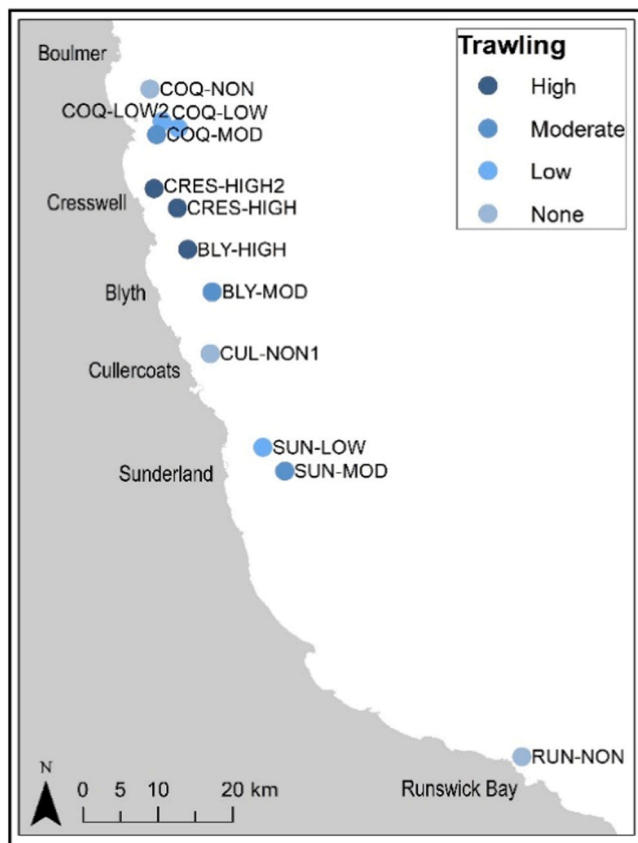 Boulmer
Trawling
High
Moderate
Low
None
COQ-NON
COQ-LOW2 COQ-LOW
COQ-MOD
CRES-HIGH2
Cresswell
CRES-HIGH
BLY-HIGH
Blyth
BLY-MOD
CUL-NON1
Cullercoats
SUN-LOW
Sunderland
SUN-MOD
RUN-NON
Runswick Bay
N
0 5 10 20 km